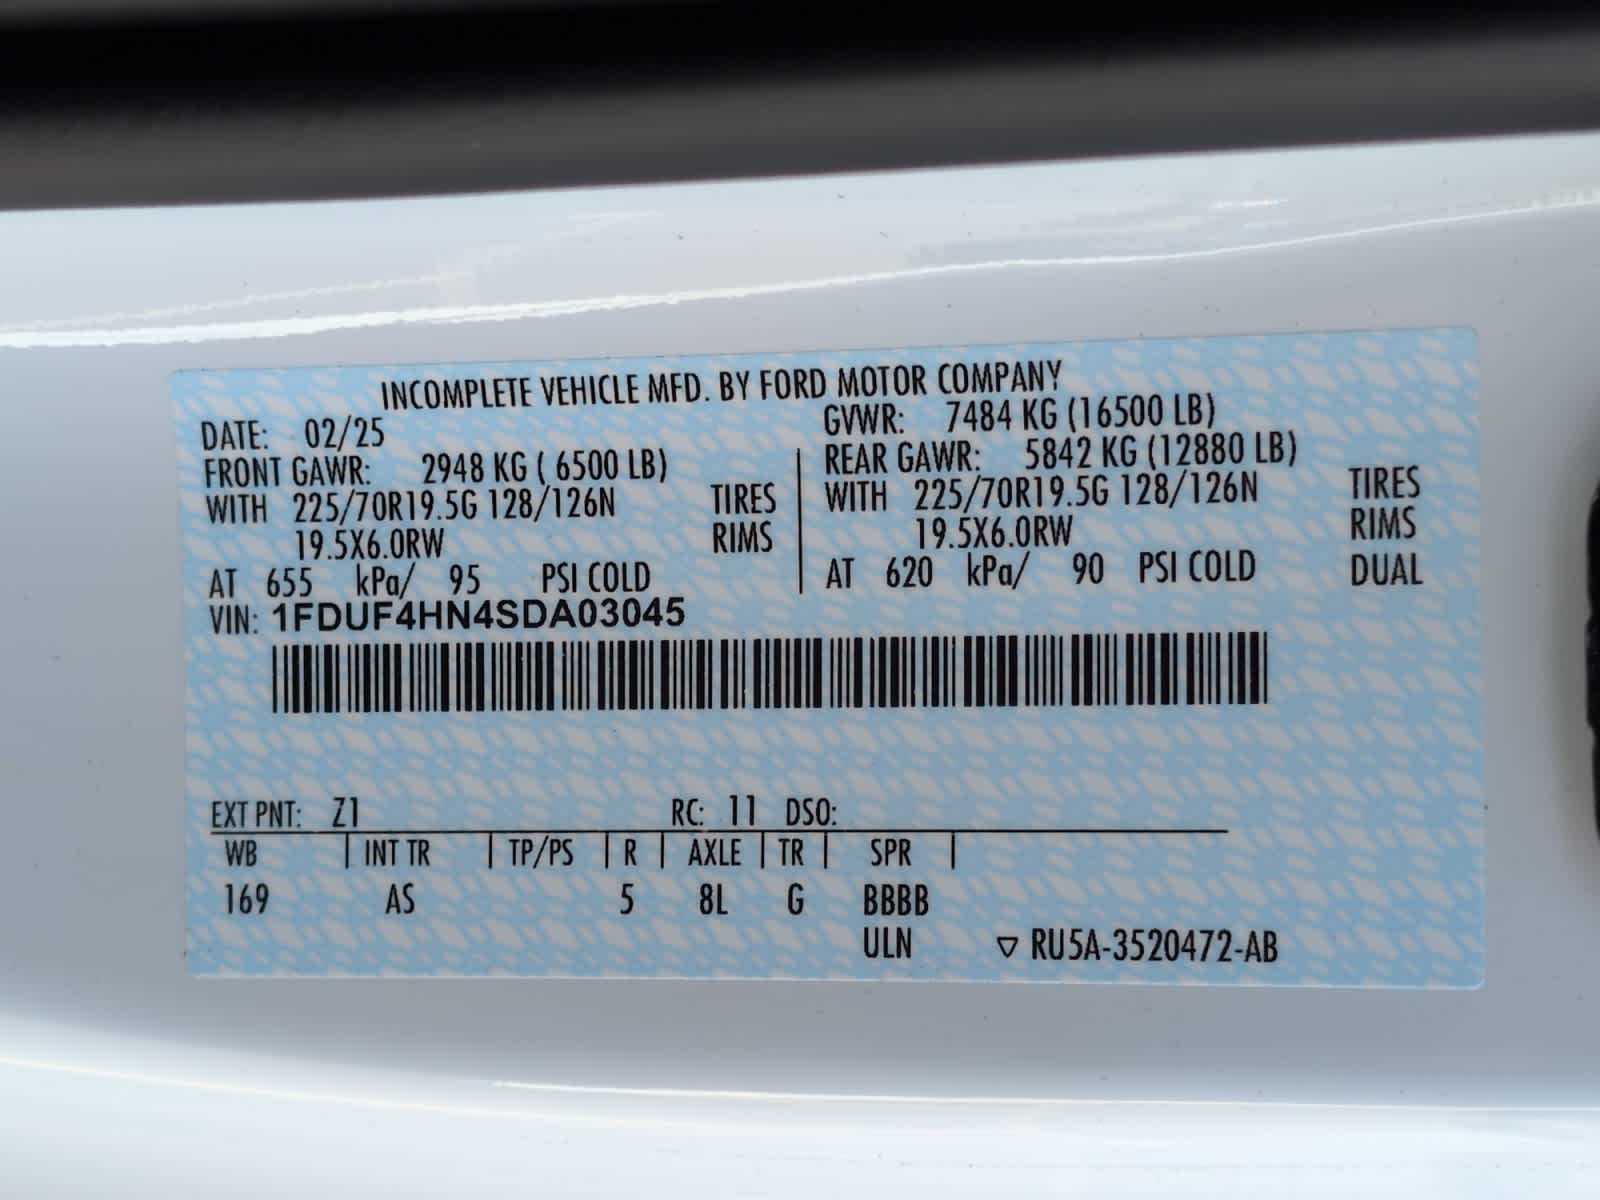 INCOMPLETE VEHICLE MFD. BY FORD MOTOR COMPANY
DATE: 02/25 GVWR: 7484 KG (16500 LB)
FRONT GAWR: 2948 KG ( 6500 LB) REAR GAWR: 5842 KG (12880 LB)
WITH 225/70R19.5G 128/126N TIRES WITH 225/70R19.5G 128/126N TIRES
19.5X6.0RW RIMS 19.5X6.0RW RIMS
AT 655 kPa/ 95 PSI COLD AT 620 kPa/ 90 PSI COLD DUAL
VIN: 1FDUF4HN4SDA03045
EXT PNT: Z1 RC: 11 DSO:
WB | INT TR | TP/PS | R | AXLE | TR | SPR |
169 AS 5 8L G BBBB
ULN ▽ RU5A-3520472-AB